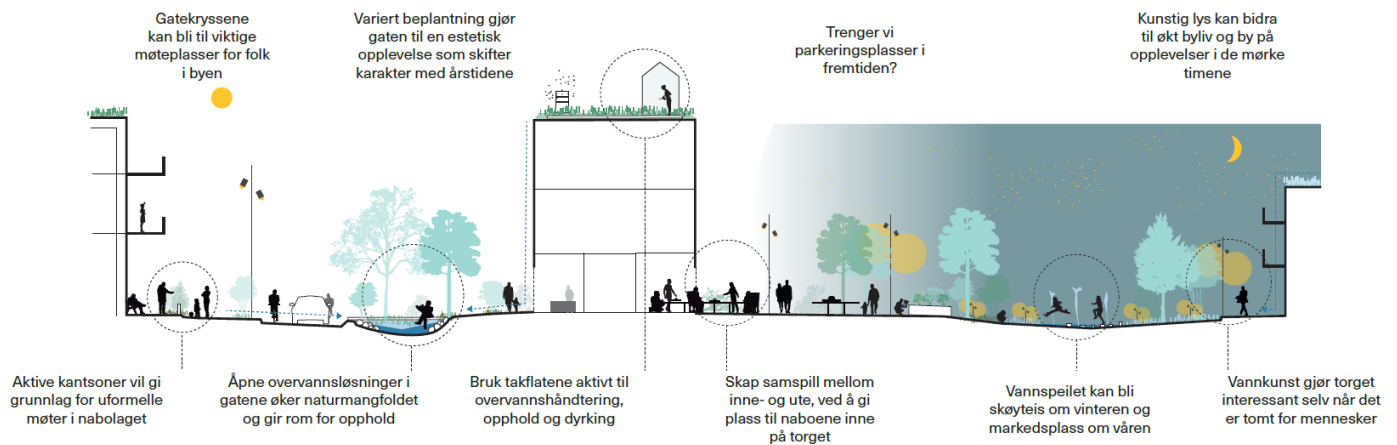 Gatekryssene
kan bli til viktige
møteplasser for folk
i byen
Variert beplantning gjør
gaten til en estetisk
opplevelse som skifter
karakter med årstidene
Trenger vi
parkeringsplasser i
fremtiden?
Kunstig lys kan bidra
til økt byliv og by på
opplevelser i de mørke
timene
Aktive kantsoner vil gi
grunnlag for uformelle
møter i nabolaget
Åpne overvannsløsninger i
gatene øker naturmangfoldet
og gir rom for opphold
Bruk takflatene aktivt til
overvannshåndtering,
opphold og dyrking
Skap samspill mellom
inne- og ute, ved å gi
plass til naboene inne
på torget
Vannspeilet kan bli
skøyteis om vinteren og
markedsplass om våren
Vannkunst gjør torget
interessant selv når det
er tomt for mennesker